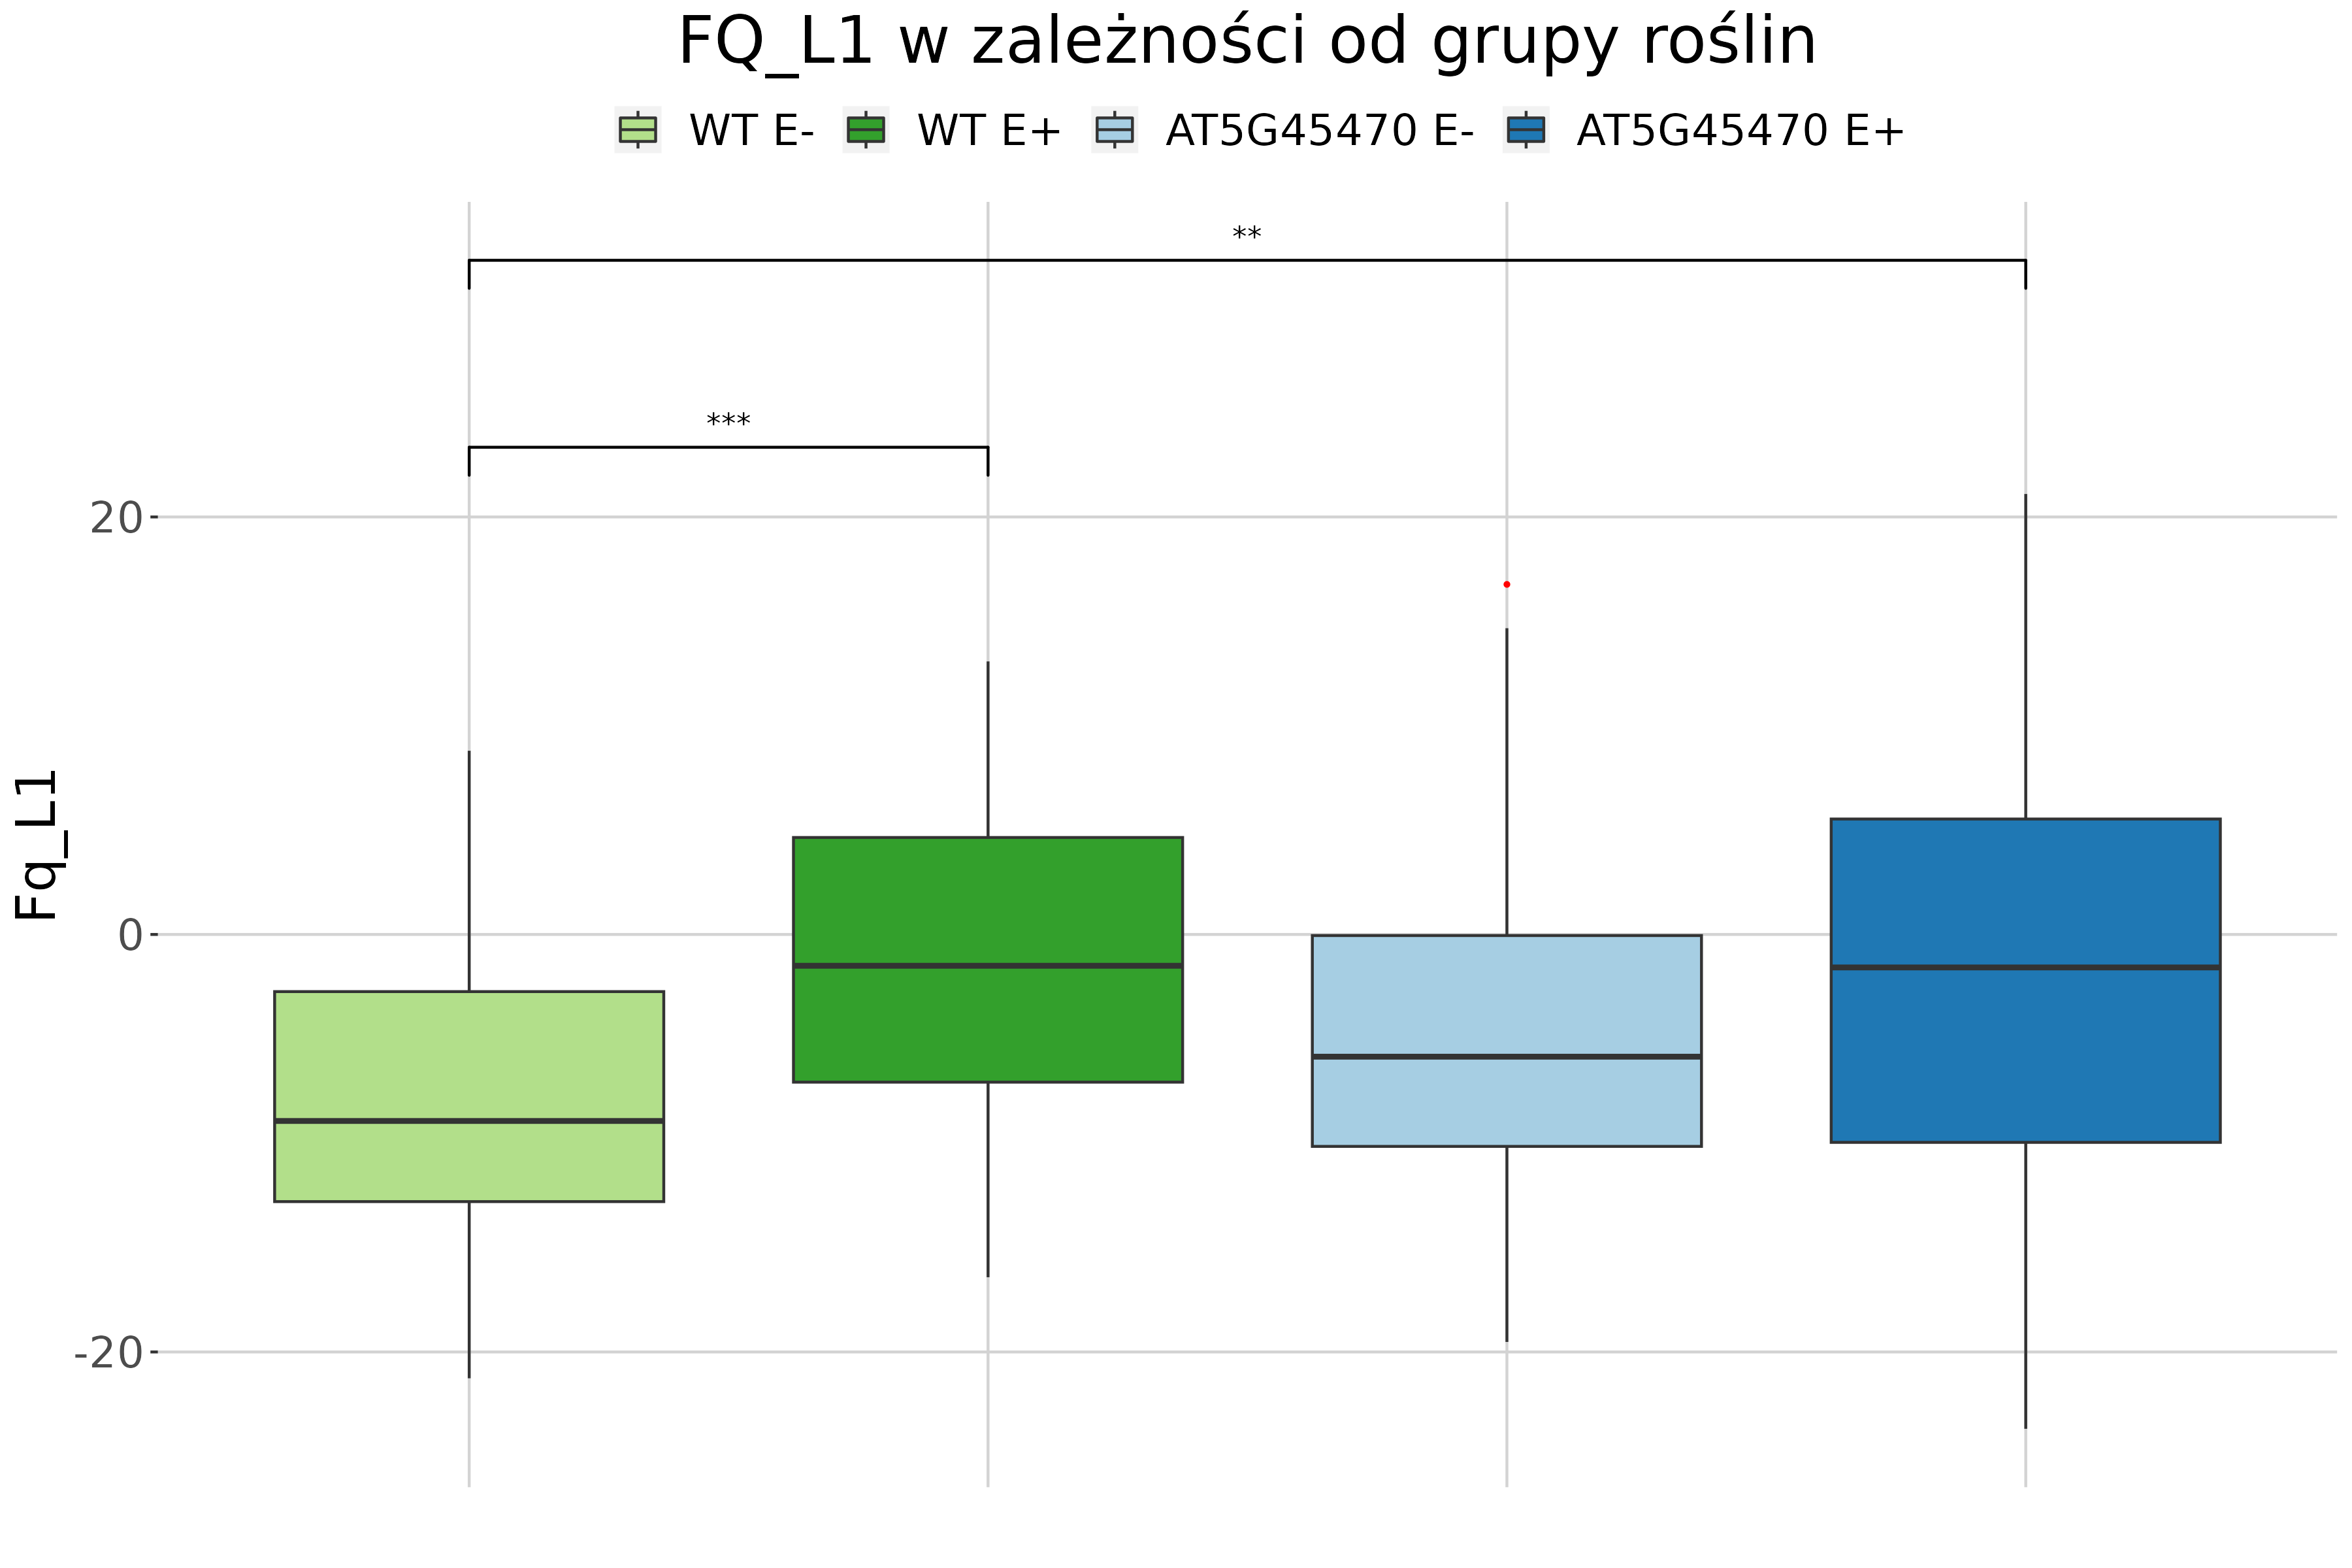 FQ_L1 w zależności od grupy roślin
WT E- WT E+ AT5G45470 E- AT5G45470 E+
**
***
20
0
-20
Fq_L1